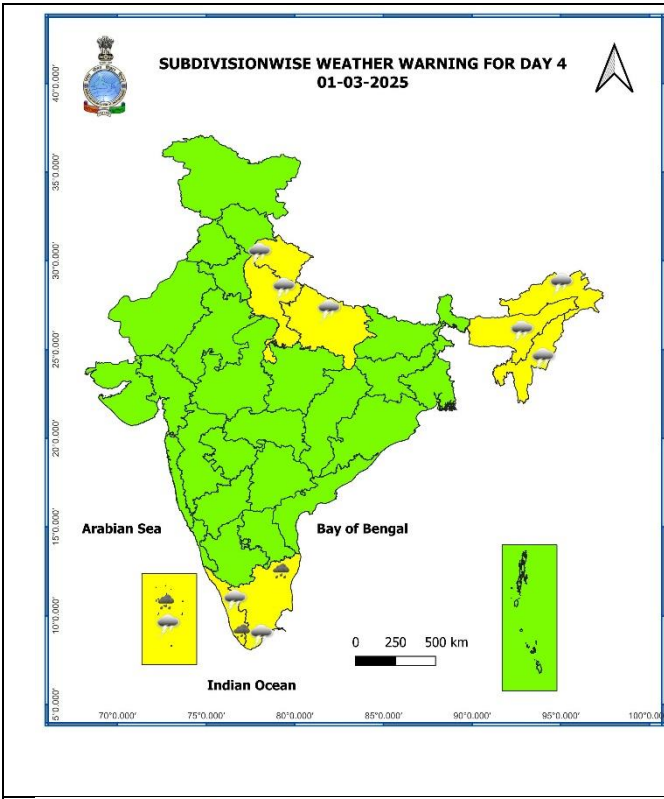 SUBDIVISIONWISE WEATHER WARNING FOR DAY 4
01-03-2025
40°0.000'
35°0.000'
30°0.000'
25°0.000'
20°0.000'
15°0.000'
10°0.000'
5°0.000'
Arabian Sea
Bay of Bengal
0 250 500 km
Indian Ocean
70°0.000' 75°0.000' 80°0.000' 85°0.000' 90°0.000' 95°0.000' 100°0.000'